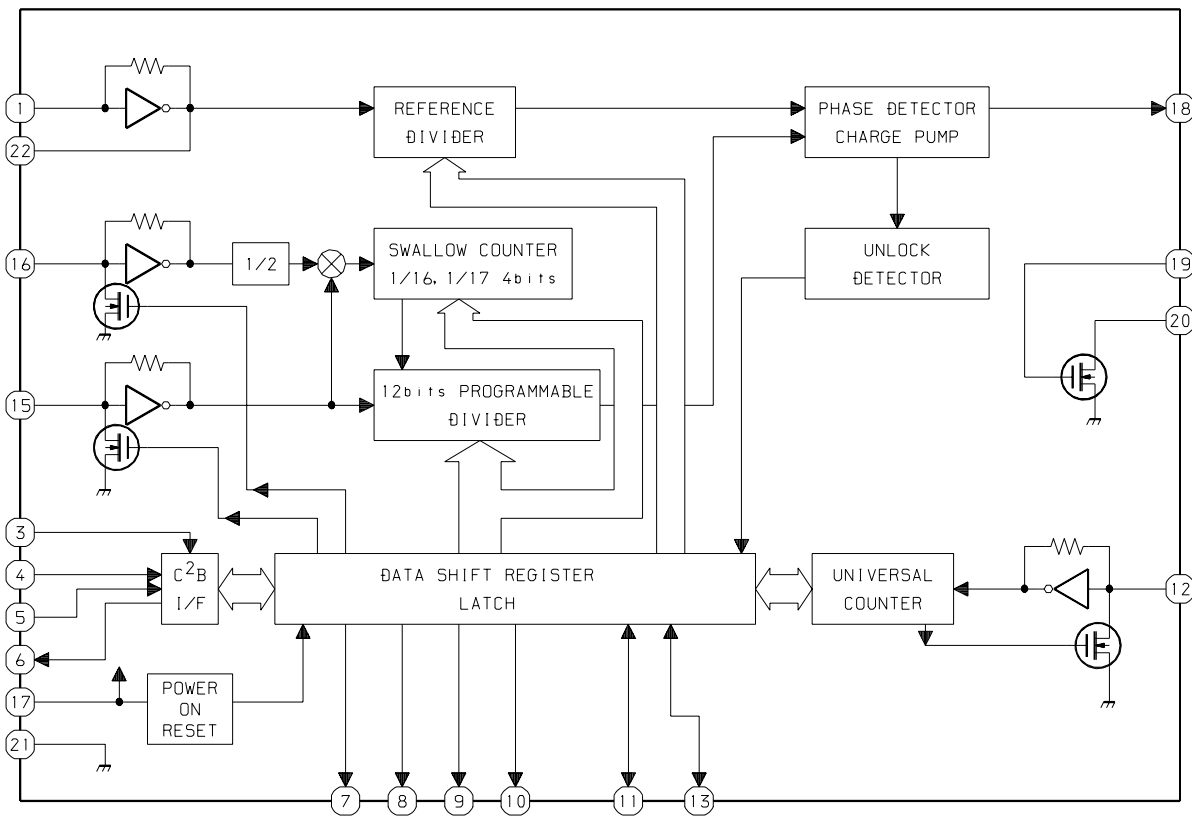 1
REFERENCE
DIVIDER
PHASE DETECTOR
CHARGE PUMP
18
22
16
1/2
SWALLOW COUNTER
1/16, 1/17 4bits
UNLOCK
DETECTOR
19
20
15
12bits PROGRAMMABLE
DIVIDER
3
4
5
6
C²B
I/F
DATA SHIFT REGISTER
LATCH
UNIVERSAL
COUNTER
12
17
POWER
ON
RESET
21
7
8
9
10
11
13